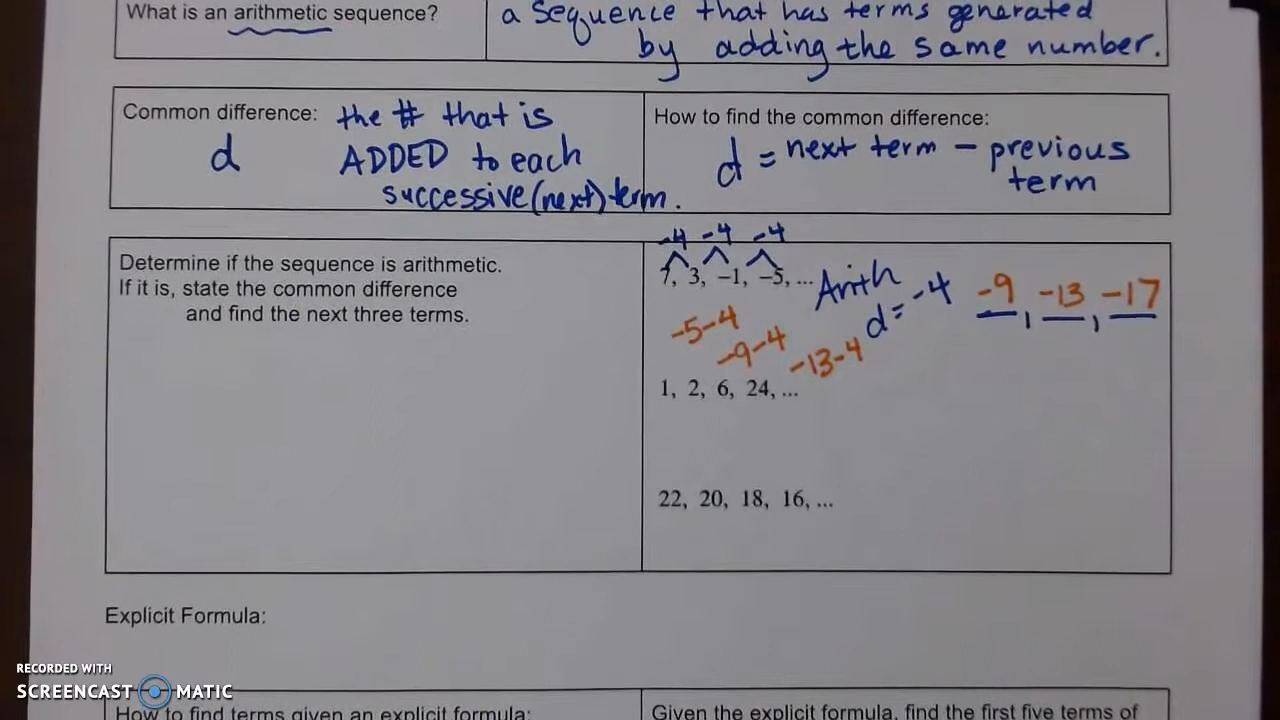 What is an arithmetic sequence?
a sequence that has terms generated
by adding the same number.
Common difference: the # that is
d ADDED to each
successive (next) term.
How to find the common difference:
d = next term - previous
term
Determine if the sequence is arithmetic.
If it is, state the common difference
and find the next three terms.
-4 -4 -4
7, 3, -1, -5, ... Arith
d = -4 -9, -13, -17
-5-4
-9-4
-13-4
1, 2, 6, 24, ...
22, 20, 18, 16, ...
Explicit Formula:
RECORDED WITH
SCREENCAST MATIC
How to find terms given an explicit formula:
Given the explicit formula, find the first five terms of